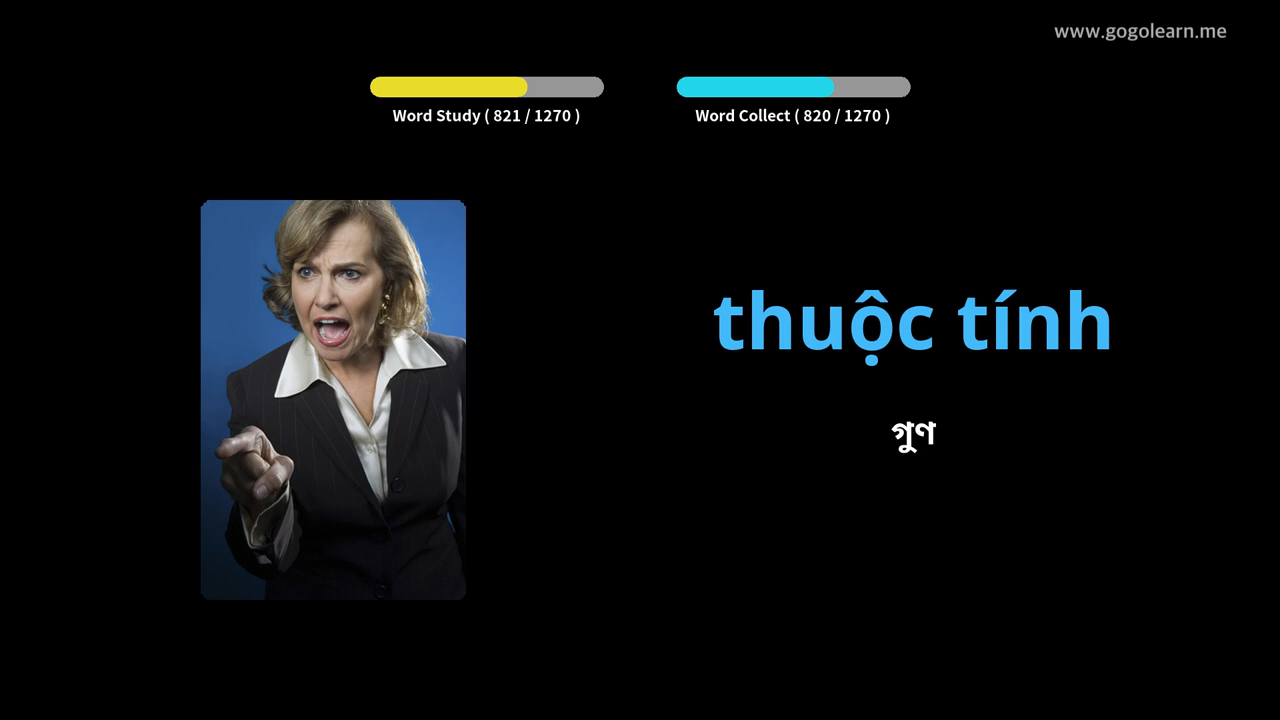 www.gogolearn.me
Word Study ( 821 / 1270 )
Word Collect ( 820 / 1270 )
thuộc tính
গুণ